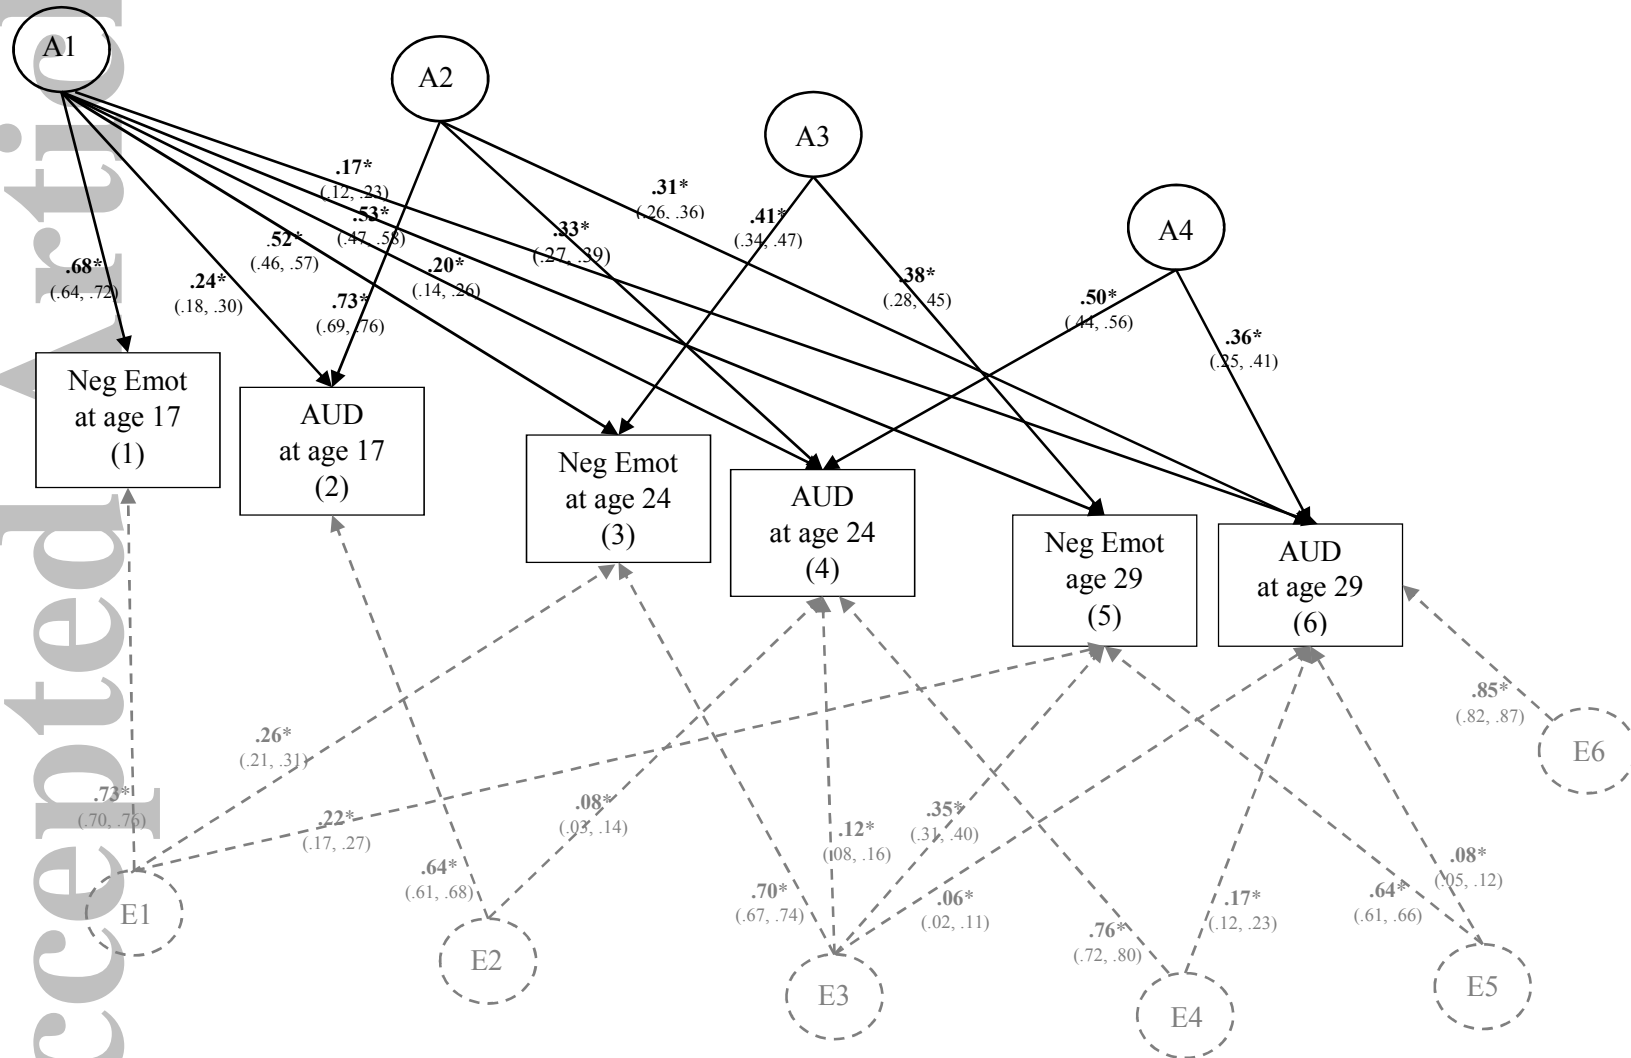 Accepted Article
A1
A2
A3
A4
.17*
(.12, .23)
.53*
(.47, .58)
.52*
(.46, .57)
.20*
(.14, .26)
.68*
(.64, .72)
.24*
(.18, .30)
.73*
(.69, .76)
.33*
(.27, .39)
.31*
(.26, .36)
.41*
(.34, .47)
.38*
(.28, .45)
.50*
(.44, .56)
.36*
(.25, .41)
Neg Emot
at age 17
(1)
AUD
at age 17
(2)
Neg Emot
at age 24
(3)
AUD
at age 24
(4)
Neg Emot
age 29
(5)
AUD
at age 29
(6)
.85*
(.82, .87)
.26*
(.21, .31)
.73*
(.70, .76)
.22*
(.17, .27)
.08*
(.03, .14)
.64*
(.61, .68)
.12*
(.08, .16)
.35*
(.31, .40)
.70*
(.67, .74)
.06*
(.02, .11)
.76*
(.72, .80)
.17*
(.12, .23)
.64*
(.61, .66)
.08*
(.05, .12)
E1
E2
E3
E4
E5
E6